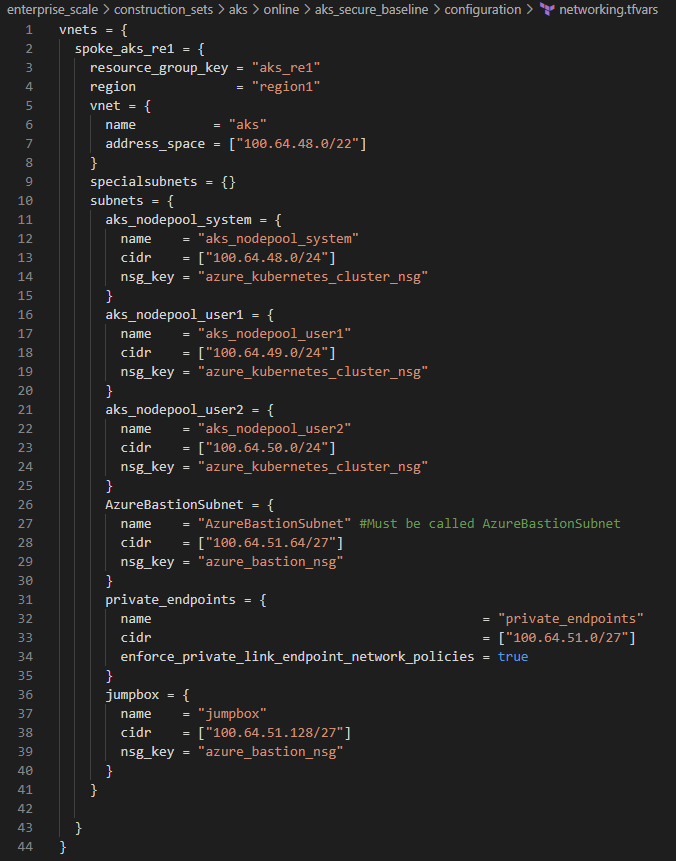 enterprise_scale > construction_sets > aks > online > aks_secure_baseline > configuration > networking.tfvars
1 vnets = {
2   spoke_aks_re1 = {
3     resource_group_key = "aks_re1"
4     region             = "region1"
5     vnet = {
6       name          = "aks"
7       address_space = ["100.64.48.0/22"]
8     }
9     specialsubnets = {}
10     subnets = {
11       aks_nodepool_system = {
12         name    = "aks_nodepool_system"
13         cidr    = ["100.64.48.0/24"]
14         nsg_key = "azure_kubernetes_cluster_nsg"
15       }
16       aks_nodepool_user1 = {
17         name    = "aks_nodepool_user1"
18         cidr    = ["100.64.49.0/24"]
19         nsg_key = "azure_kubernetes_cluster_nsg"
20       }
21       aks_nodepool_user2 = {
22         name    = "aks_nodepool_user2"
23         cidr    = ["100.64.50.0/24"]
24         nsg_key = "azure_kubernetes_cluster_nsg"
25       }
26       AzureBastionSubnet = {
27         name    = "AzureBastionSubnet" #Must be called AzureBastionSubnet
28         cidr    = ["100.64.51.64/27"]
29         nsg_key = "azure_bastion_nsg"
30       }
31       private_endpoints = {
32         name                                           = "private_endpoints"
33         cidr                                           = ["100.64.51.0/27"]
34         enforce_private_link_endpoint_network_policies = true
35       }
36       jumpbox = {
37         name    = "jumpbox"
38         cidr    = ["100.64.51.128/27"]
39         nsg_key = "azure_bastion_nsg"
40       }
41     }
42
43   }
44 }